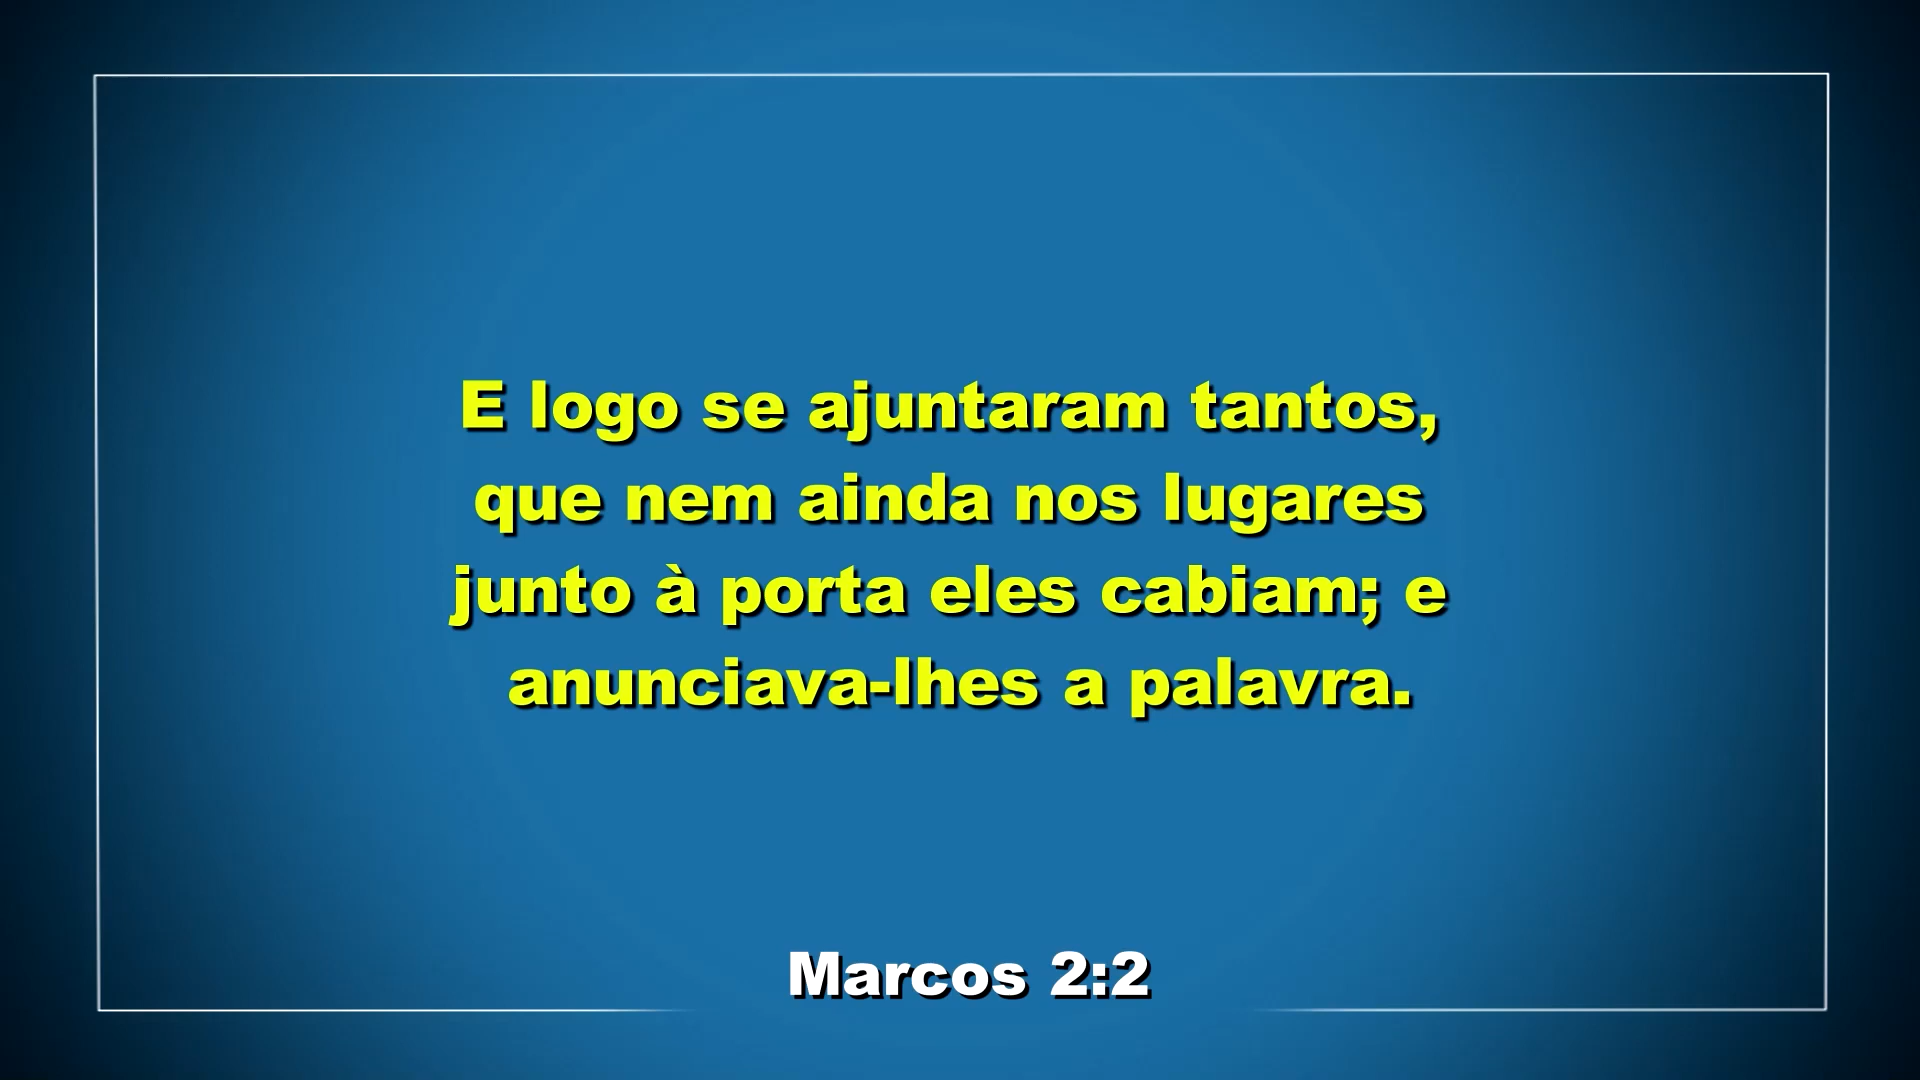 E logo se ajuntaram tantos,
que nem ainda nos lugares
junto à porta eles cabiam; e
anunciava-lhes a palavra.
Marcos 2:2